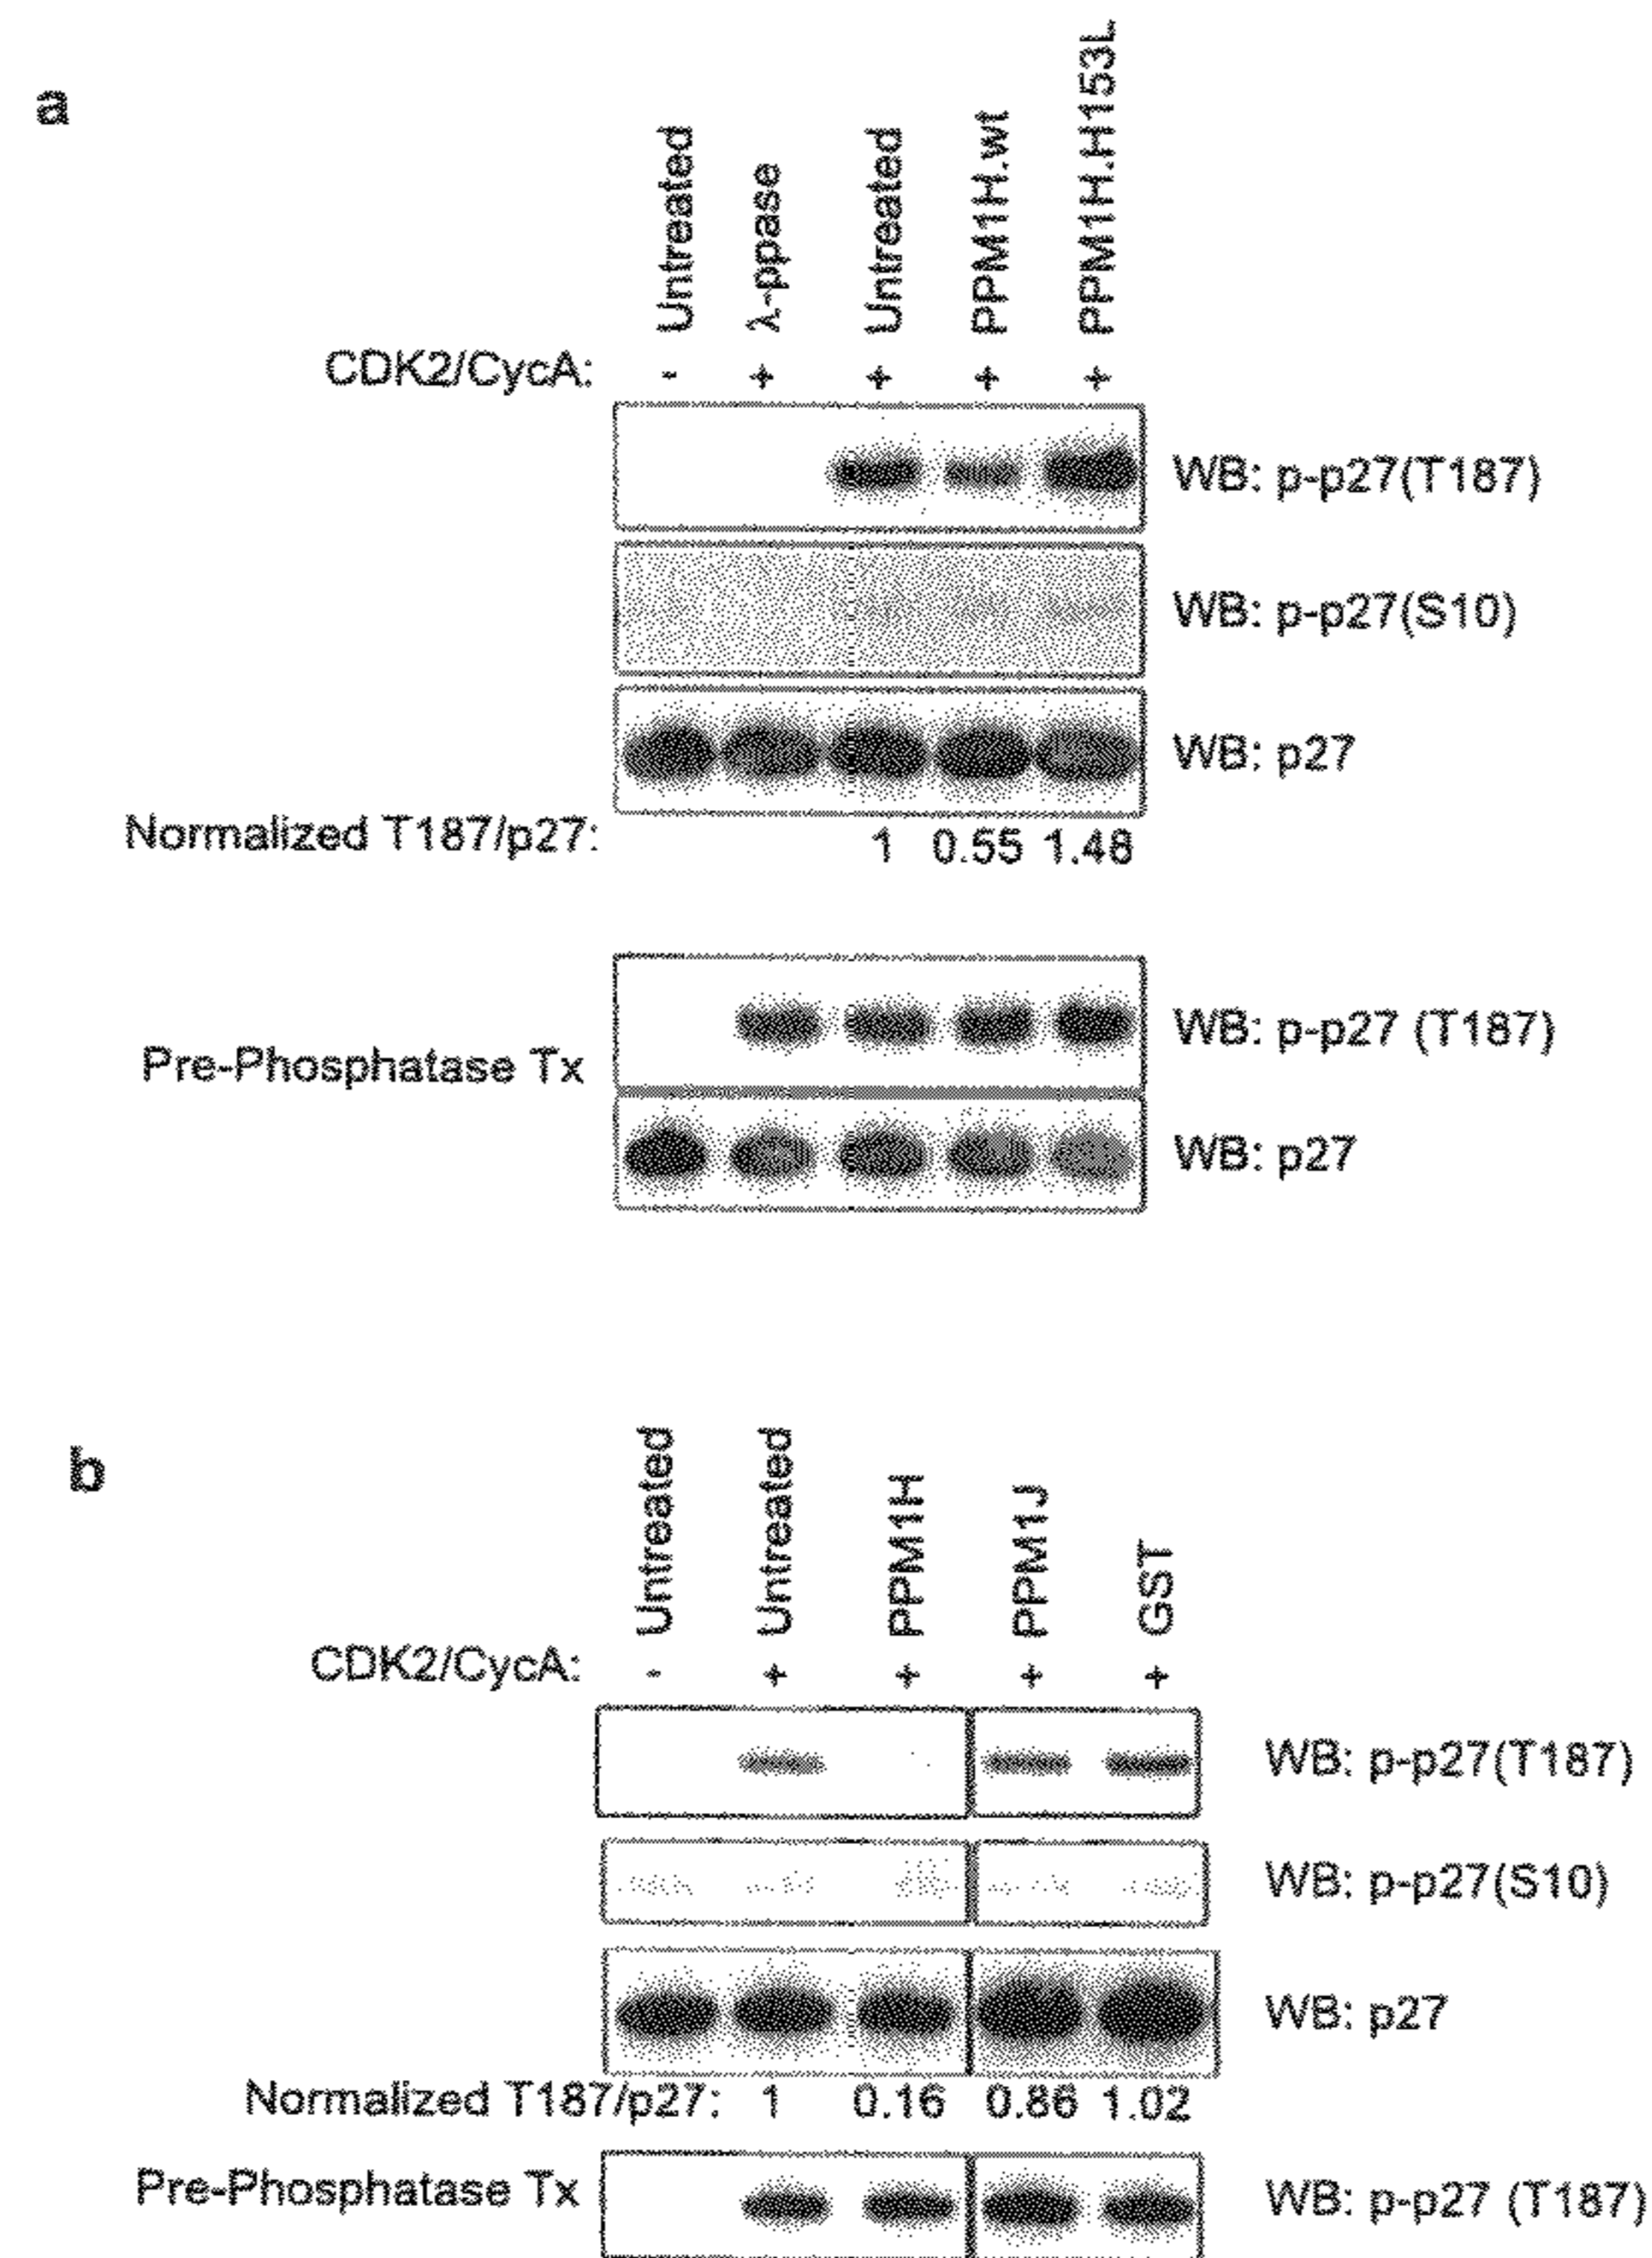 a
Untreated
λ-ppase
Untreated
PPM1H.wt
PPM1H.H153L
CDK2/CycA: - + + + +
WB: p-p27(T187)
WB: p-p27(S10)
WB: p27
Normalized T187/p27: 1 0.55 1.48
Pre-Phosphatase Tx
WB: p-p27 (T187)
WB: p27
b
Untreated
Untreated
PPM1H
PPM1J
GST
CDK2/CycA: - + + + +
WB: p-p27(T187)
WB: p-p27(S10)
WB: p27
Normalized T187/p27: 1 0.16 0.86 1.02
Pre-Phosphatase Tx
WB: p-p27 (T187)